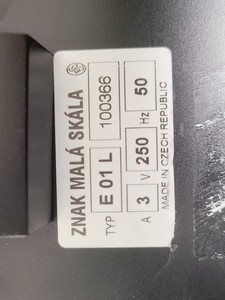 ZNAK MALÁ SKÁLA
TYP E 01 L 100366
A 3 V 250 Hz 50
MADE IN CZECH REPUBLIC